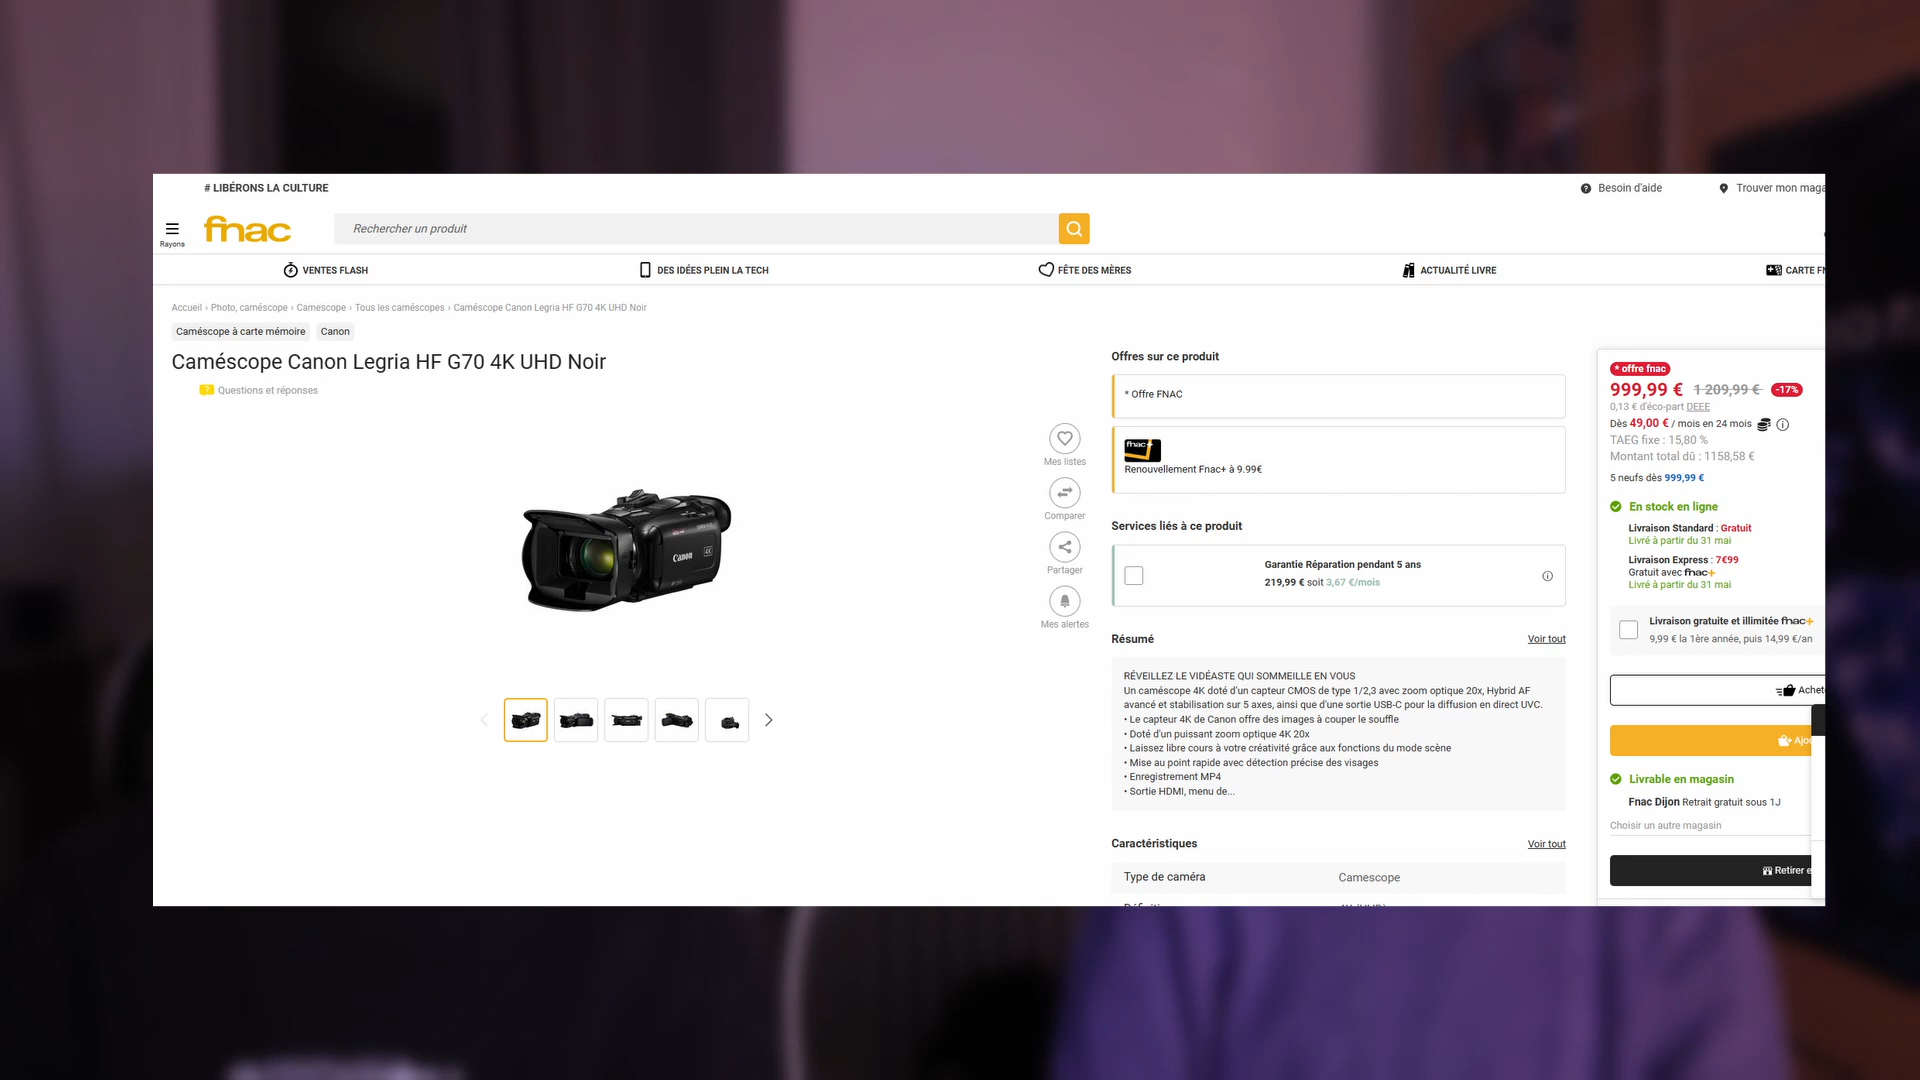 # LIBÉRONS LA CULTURE
Besoin d'aide
Trouver mon maga
Rayons
fnac
Rechercher un produit
VENTES FLASH
DES IDÉES PLEIN LA TECH
FÊTE DES MÈRES
ACTUALITÉ LIVRE
CARTE FN
Accueil › Photo, caméscope › Camescope › Tous les caméscopes › Caméscope Canon Legria HF G70 4K UHD Noir
Caméscope à carte mémoire
Canon
Caméscope Canon Legria HF G70 4K UHD Noir
Questions et réponses
Canon
4K
Mes listes
Comparer
Partager
Mes alertes
Offres sur ce produit
* Offre FNAC
fnac+
Renouvellement Fnac+ à 9.99€
Services liés à ce produit
Garantie Réparation pendant 5 ans
219,99 € soit 3,67 €/mois
Résumé
Voir tout
RÉVEILLEZ LE VIDÉASTE QUI SOMMEILLE EN VOUS
Un caméscope 4K doté d'un capteur CMOS de type 1/2,3 avec zoom optique 20x, Hybrid AF
avancé et stabilisation sur 5 axes, ainsi que d'une sortie USB-C pour la diffusion en direct UVC.
• Le capteur 4K de Canon offre des images à couper le souffle
• Doté d'un puissant zoom optique 4K 20x
• Laissez libre cours à votre créativité grâce aux fonctions du mode scène
• Mise au point rapide avec détection précise des visages
• Enregistrement MP4
• Sortie HDMI, menu de...
Caractéristiques
Voir tout
Type de caméra
Camescope
* offre fnac
999,99 € 1 209,99 € -17%
0,13 € d'éco-part DEEE
Dès 49,00 € / mois en 24 mois
TAEG fixe : 15,80 %
Montant total dû : 1158,58 €
5 neufs dès 999,99 €
En stock en ligne
Livraison Standard : Gratuit
Livré à partir du 31 mai
Livraison Express : 7€99
Gratuit avec fnac+
Livré à partir du 31 mai
Livraison gratuite et illimitée fnac+
9,99 € la 1ère année, puis 14,99 €/an
Achet
Ajou
Livrable en magasin
Fnac Dijon Retrait gratuit sous 1J
Choisir un autre magasin
Retirer e